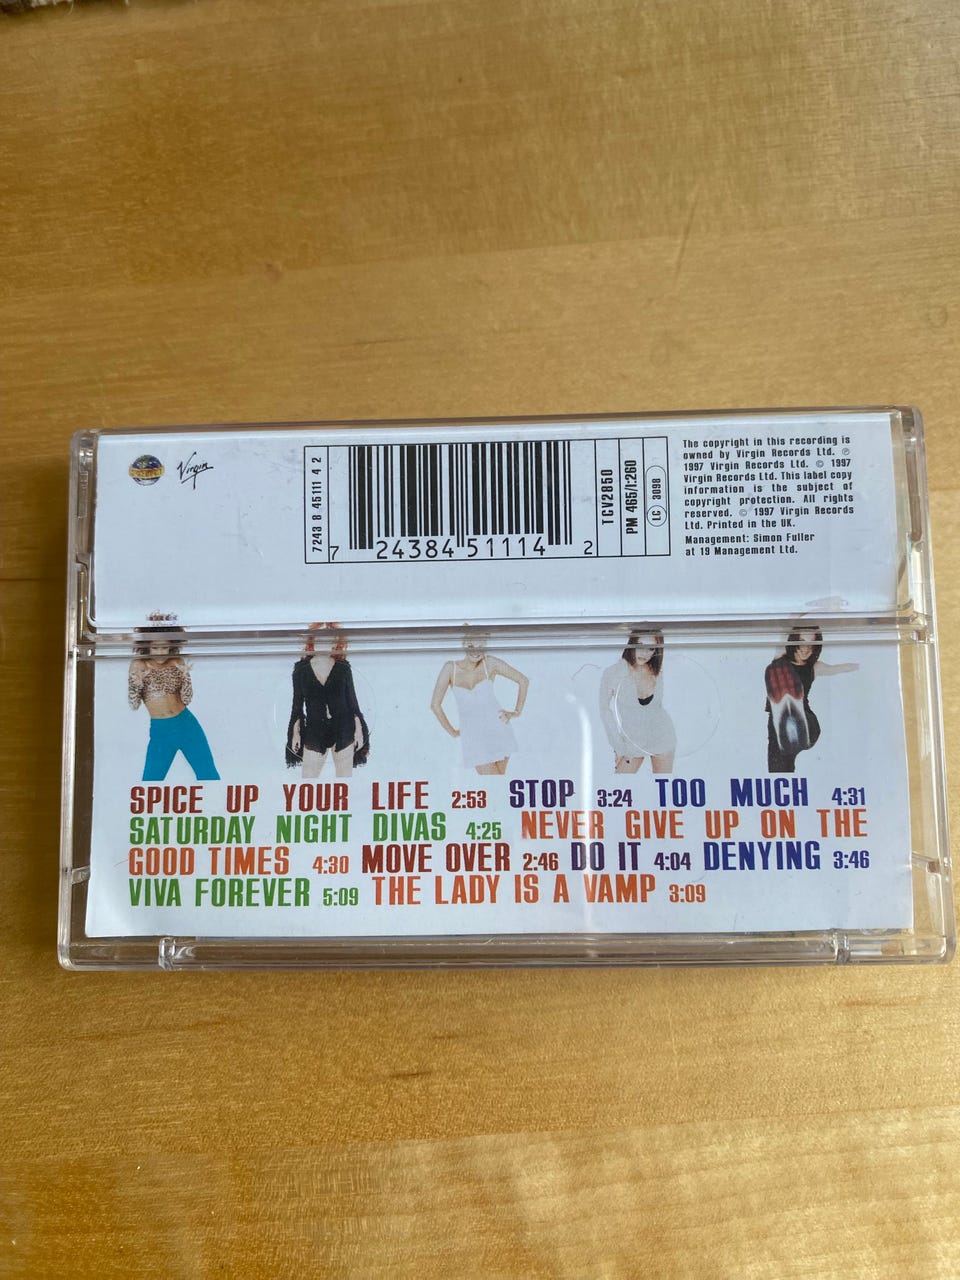 Virgin
7243 8 45111 4 2
7 24384 51114 2
TCV2850
PM 465/I:260
LC 3098
The copyright in this recording is
owned by Virgin Records Ltd. ℗
1997 Virgin Records Ltd. © 1997
Virgin Records Ltd. This label copy
information is the subject of
copyright protection. All rights
reserved. © 1997 Virgin Records
Ltd. Printed in the UK.
Management: Simon Fuller
at 19 Management Ltd.
SPICE UP YOUR LIFE 2:53 STOP 3:24 TOO MUCH 4:31
SATURDAY NIGHT DIVAS 4:25 NEVER GIVE UP ON THE
GOOD TIMES 4:30 MOVE OVER 2:46 DO IT 4:04 DENYING 3:46
VIVA FOREVER 5:09 THE LADY IS A VAMP 3:09